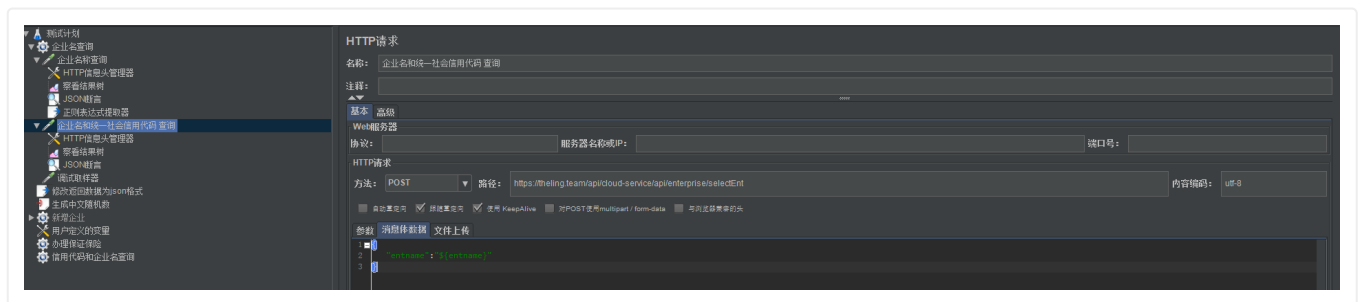 测试计划
企业名查询
企业名称查询
HTTP信息头管理器
察看结果树
JSON断言
正则表达式提取器
企业名和统一社会信用代码 查询
HTTP信息头管理器
察看结果树
JSON断言
调试取样器
修改返回数据为json格式
生成中文随机数
新增企业
用户定义的变量
办理保证保险
信用代码和企业名查询
HTTP请求
名称： 企业名和统一社会信用代码 查询
注释：
基本 高级
Web服务器
协议： 服务器名称或IP： 端口号：
HTTP请求
方法： POST 路径： https://theling.team/api/cloud-service/api/enterprise/selectEnt 内容编码： utf-8
自动重定向 跟随重定向 使用 KeepAlive 对POST使用multipart / form-data 与浏览器兼容的头
参数 消息体数据 文件上传
1 {
2 "entname":"${entname}"
3 }